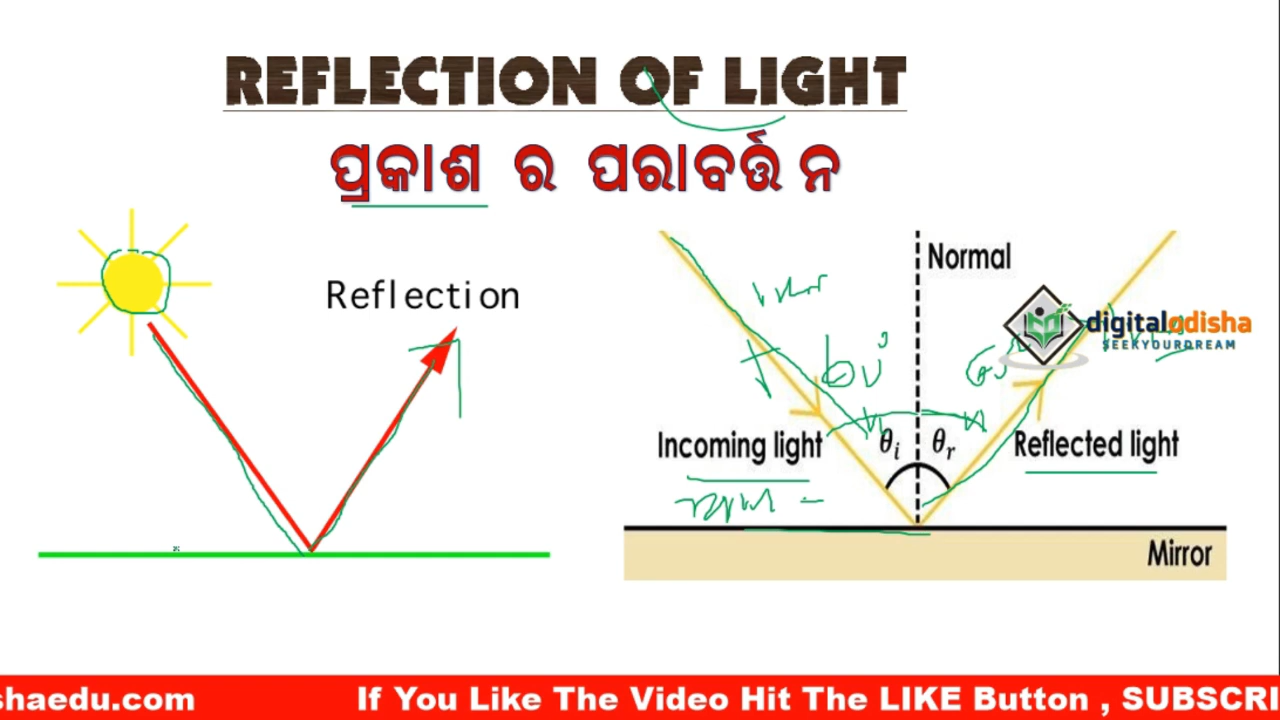 REFLECTION OF LIGHT
ପ୍ରକାଶ ର ପରାବର୍ତ୍ତନ
Reflection
Normal
digitalodisha
SEEKYOURDREAM
Incoming light
θi
θr
Reflected light
Mirror
shaedu.com If You Like The Video Hit The LIKE Button , SUBSCRI